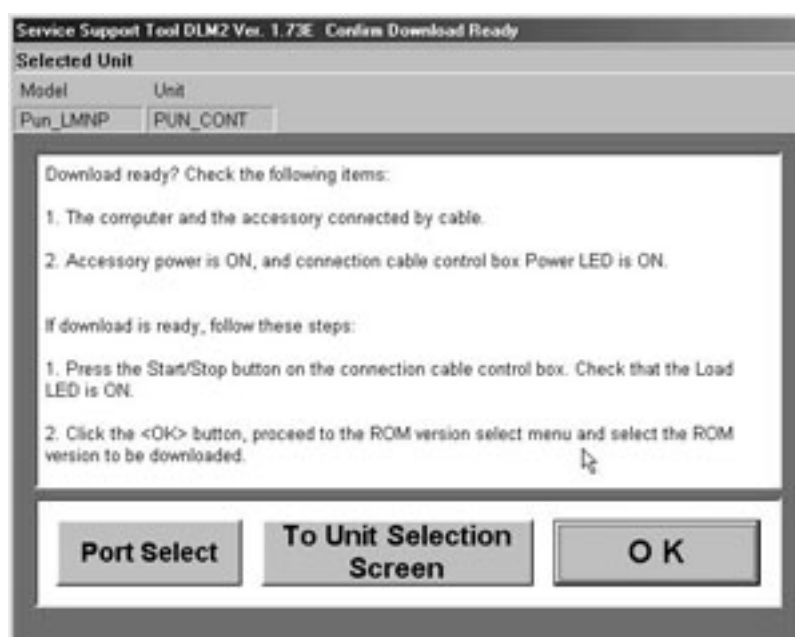 Service Support Tool DLM2 Ver. 1.73E Confirm Download Ready
Selected Unit
Model Unit
Pun_LMNP PUN_CONT
Download ready? Check the following items:
1. The computer and the accessory connected by cable.
2. Accessory power is ON, and connection cable control box Power LED is ON.
If download is ready, follow these steps:
1. Press the Start/Stop button on the connection cable control box. Check that the Load
LED is ON.
2. Click the <OK> button, proceed to the ROM version select menu and select the ROM
version to be downloaded.
Port Select
To Unit Selection
Screen
O K